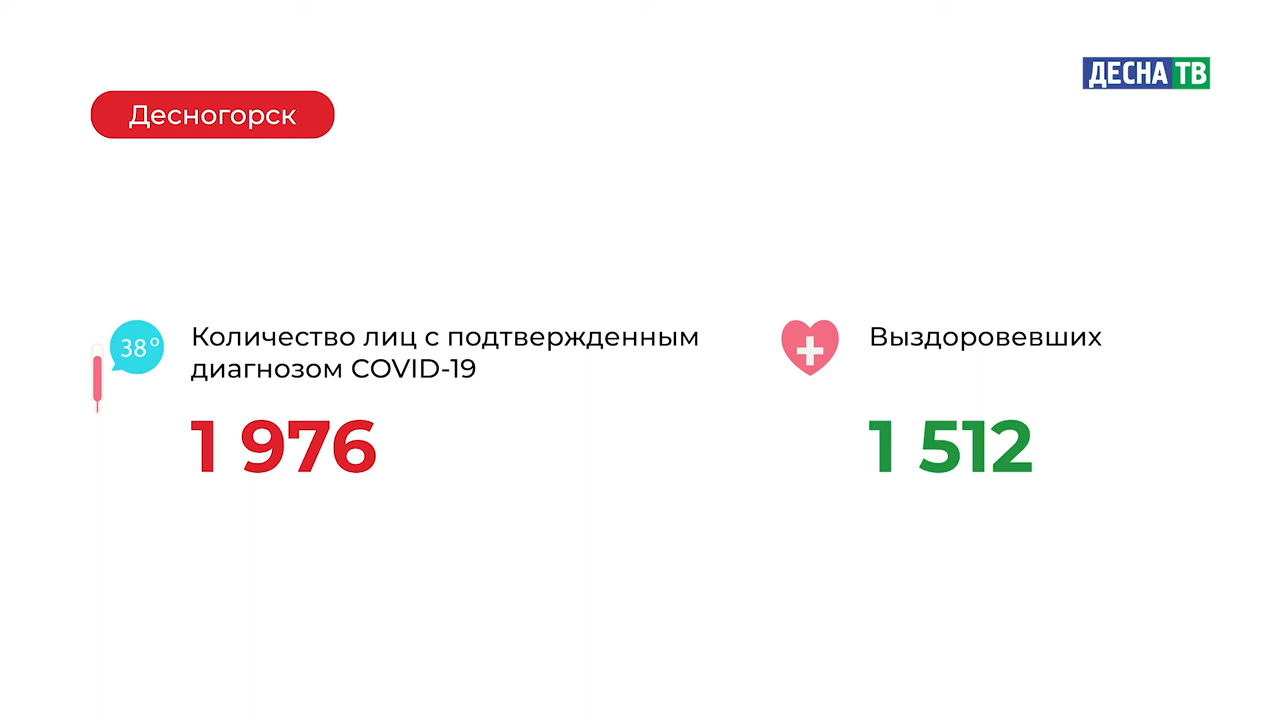 ДЕСНА ТВ
Десногорск
38°
Количество лиц с подтвержденным
диагнозом COVID-19
1 976
Выздоровевших
1 512